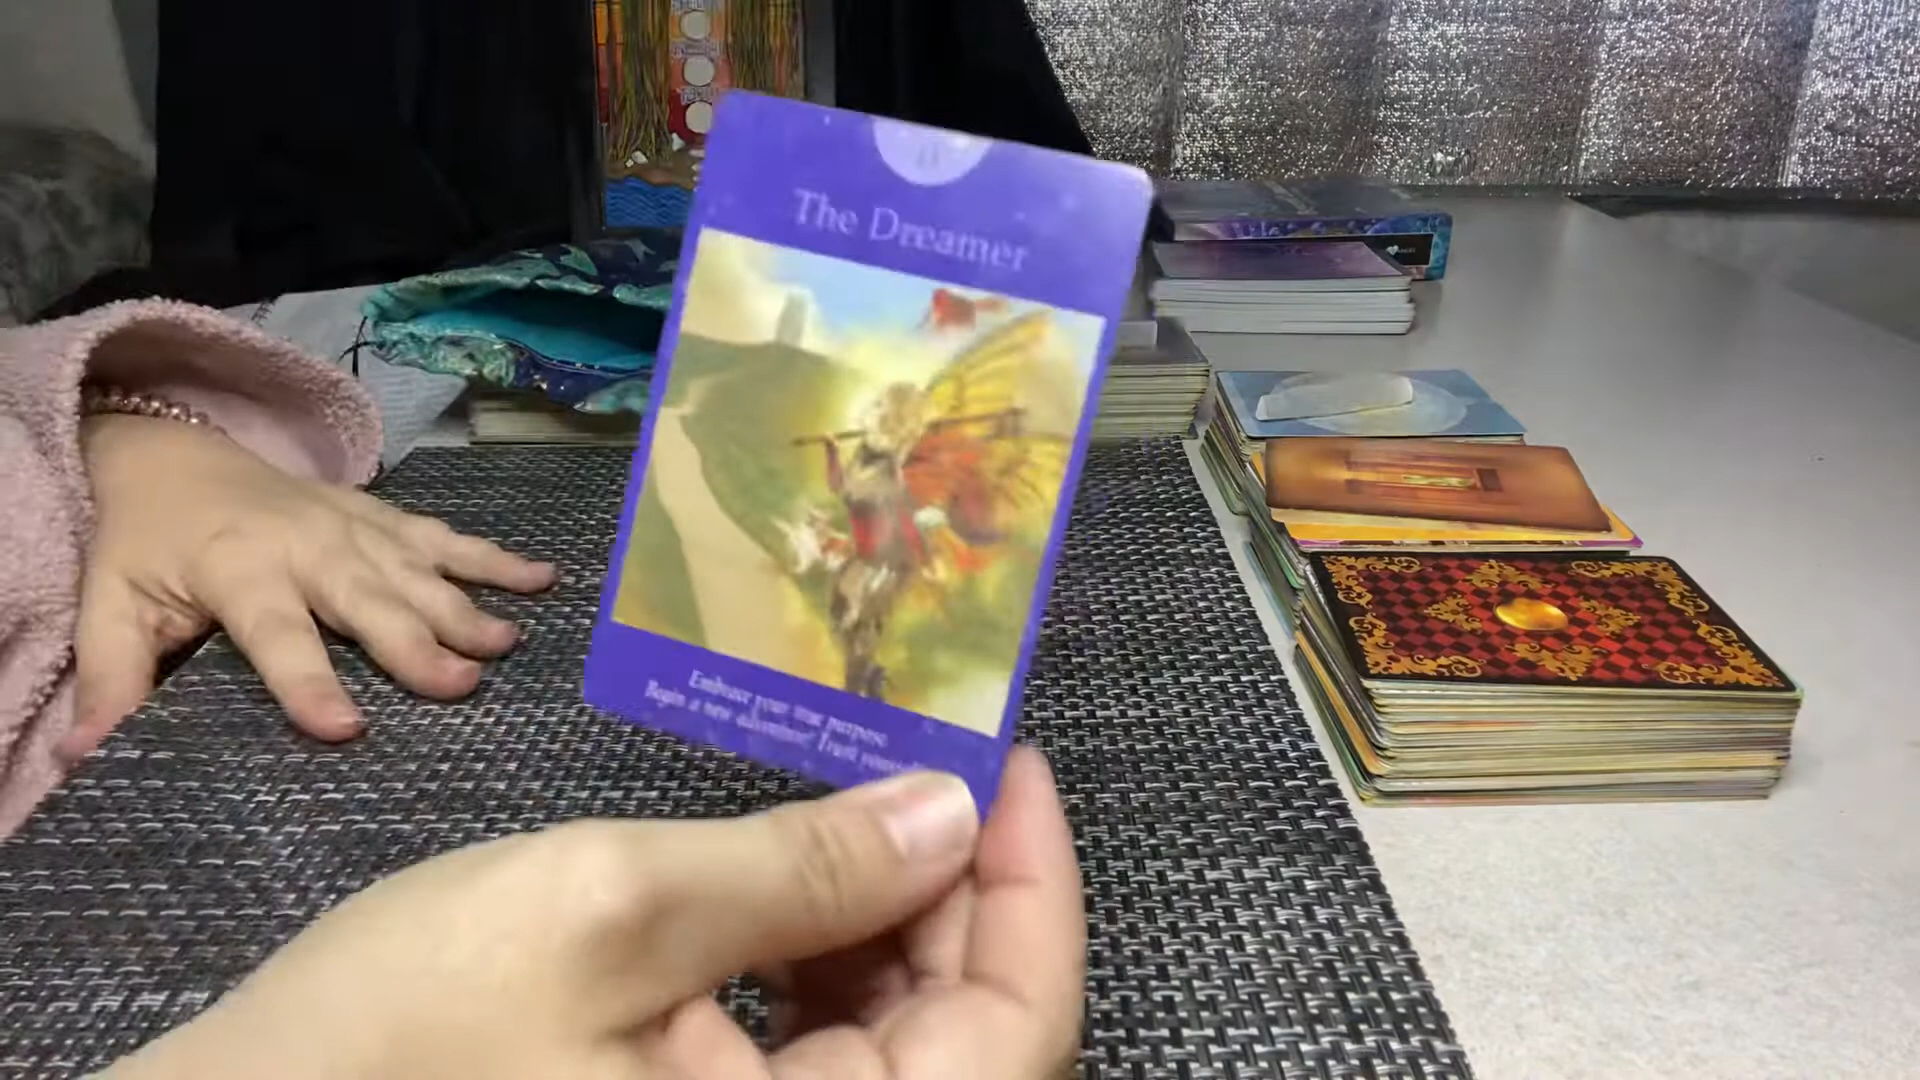 The Dreamer
Embrace your true purpose.
Begin a new adventure! Trust yourself